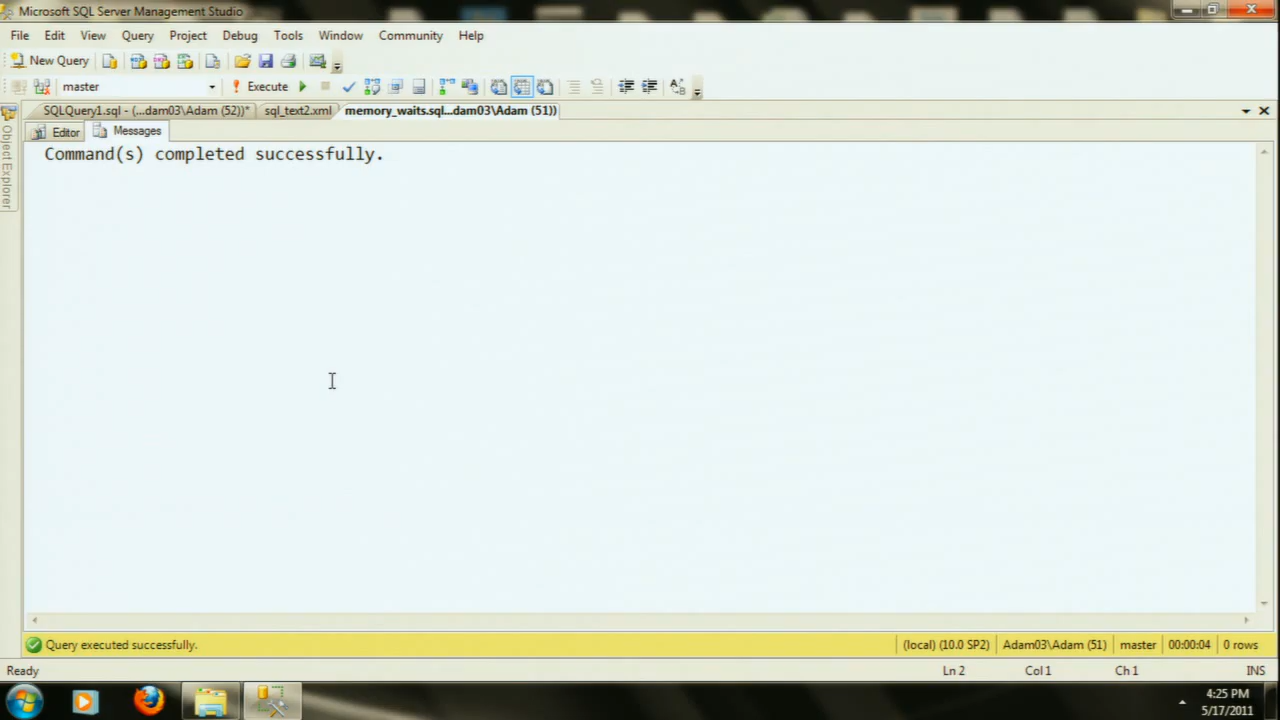 Microsoft SQL Server Management Studio
File Edit View Query Project Debug Tools Window Community Help
New Query
master Execute
SQLQuery1.sql - (...dam03\Adam (52))* sql_text2.xml memory_waits.sql...dam03\Adam (51))
Editor Messages
Object Explorer
Command(s) completed successfully.
Query executed successfully. (local) (10.0 SP2) Adam03\Adam (51) master 00:00:04 0 rows
Ready Ln 2 Col 1 Ch 1 INS
4:25 PM
5/17/2011